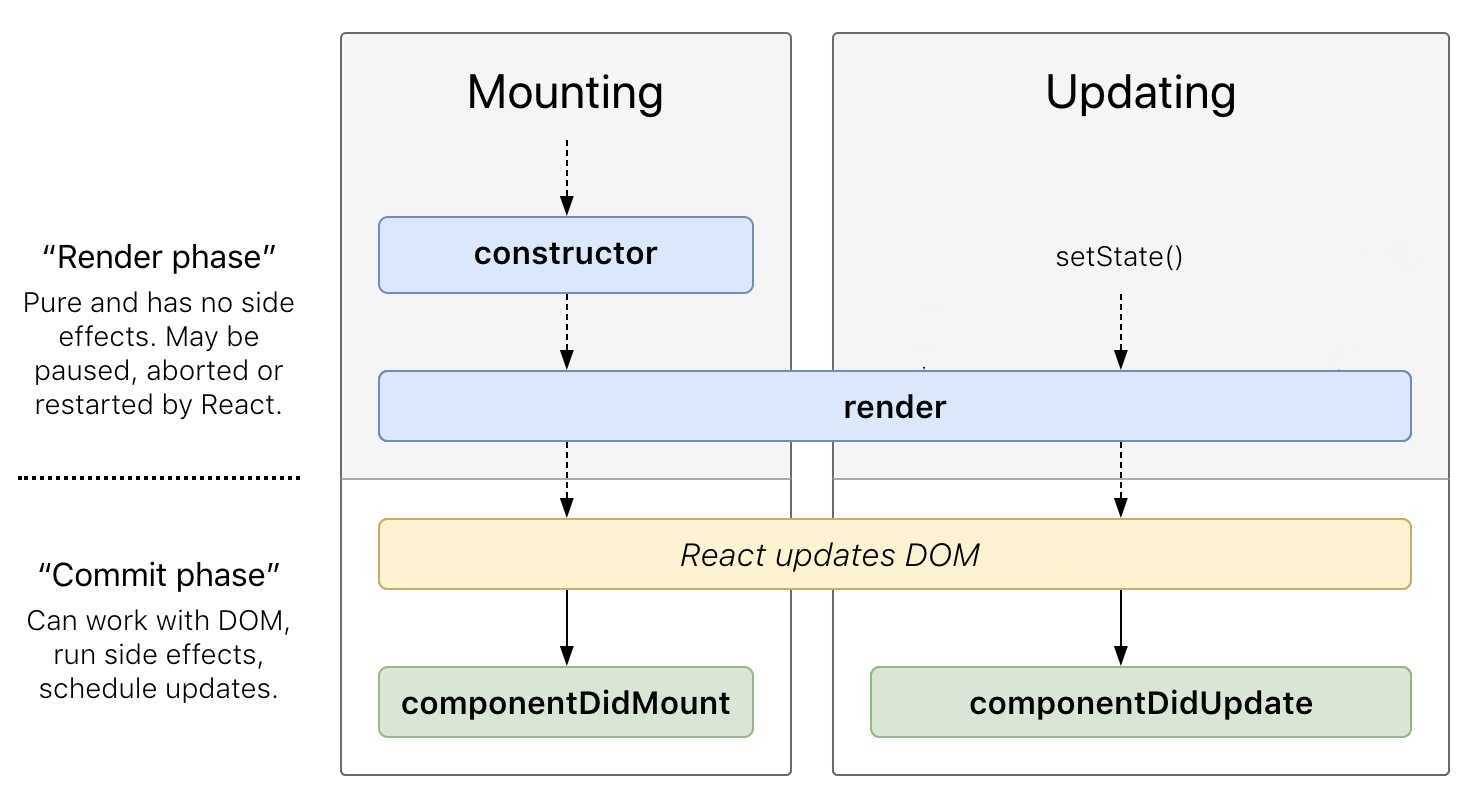 Mounting
Updating
constructor
setState()
render
“Render phase”
Pure and has no side
effects. May be
paused, aborted or
restarted by React.
React updates DOM
“Commit phase”
Can work with DOM,
run side effects,
schedule updates.
componentDidMount
componentDidUpdate